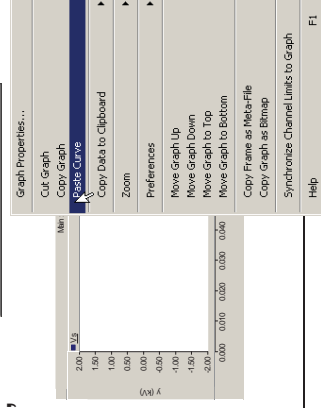 Graph Properties...
Cut Graph
Copy Graph
Paste Curve
Copy Data to Clipboard
Zoom
Preferences
Move Graph Up
Move Graph Down
Move Graph to Top
Move Graph to Bottom
Copy Frame as Meta-File
Copy Graph as Bitmap
Synchronize Channel Limits to Graph
Help F1
Main
Vs
y (kV)
2.00
1.50
1.00
0.50
0.00
-0.50
-1.00
-1.50
-2.00
0.000 0.010 0.020 0.030 0.040